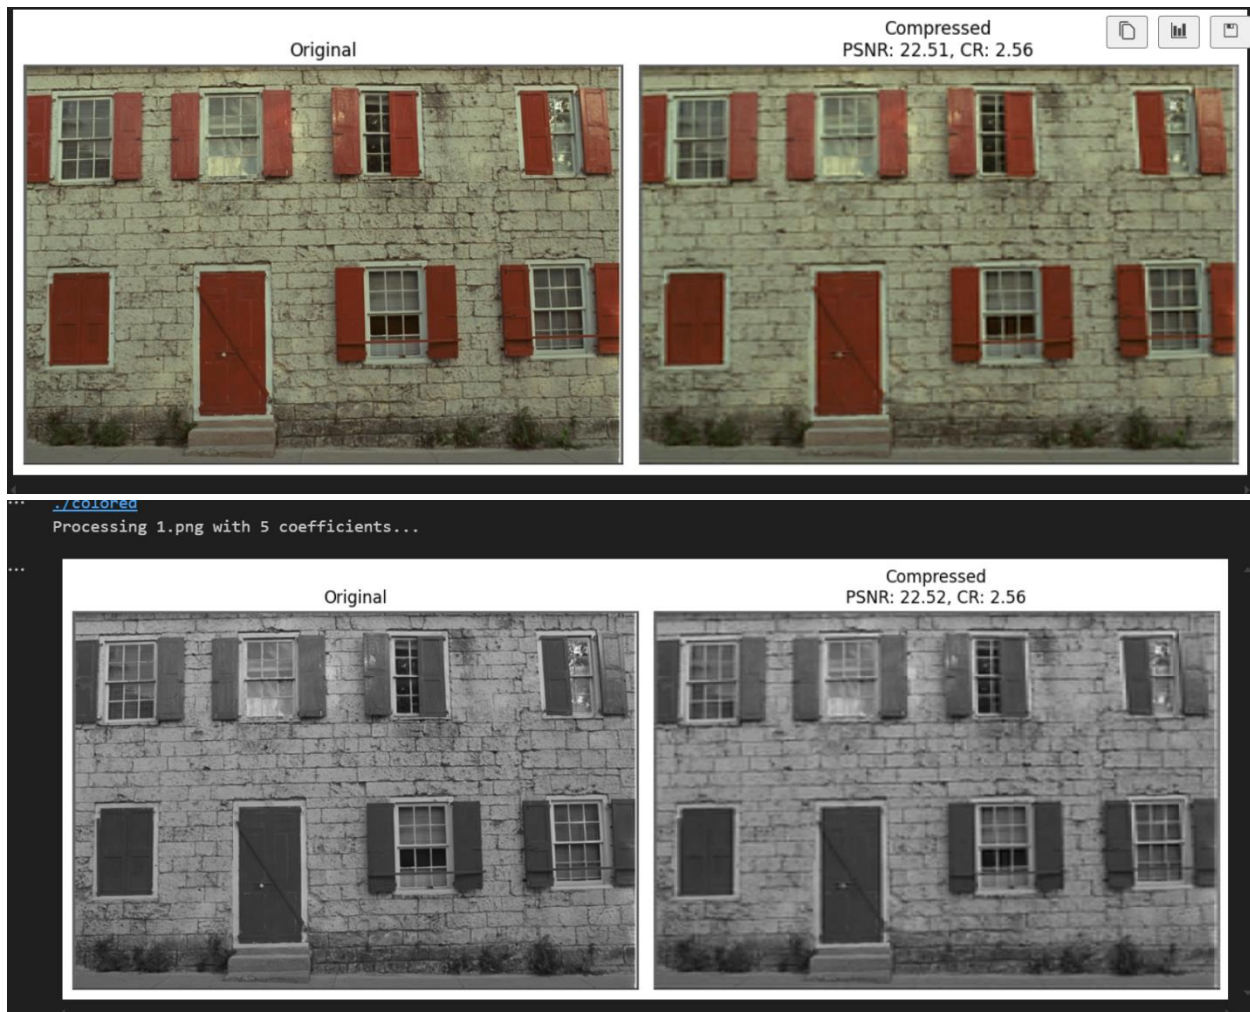 Original
Compressed
PSNR: 22.51, CR: 2.56
./colored
Processing 1.png with 5 coefficients...
Original
Compressed
PSNR: 22.52, CR: 2.56